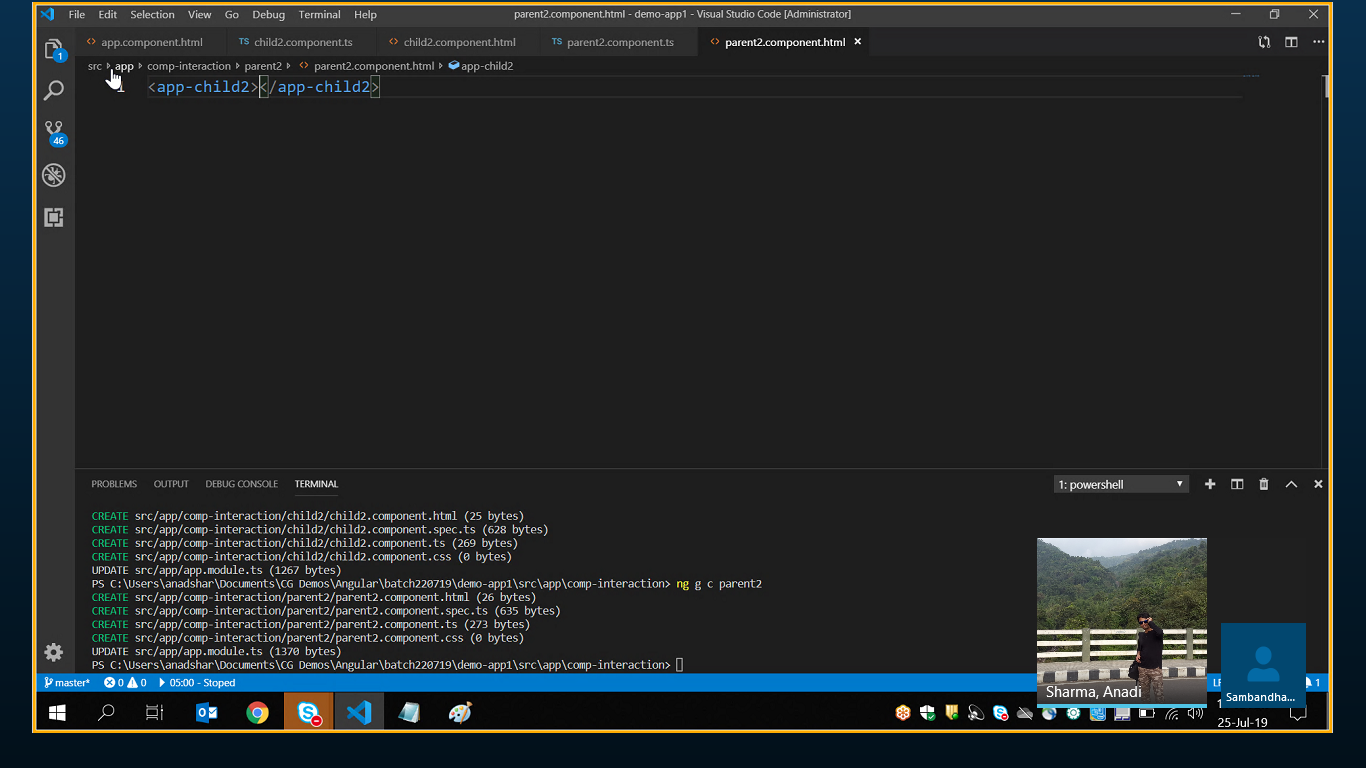 File Edit Selection View Go Debug Terminal Help
parent2.component.html - demo-app1 - Visual Studio Code [Administrator]
app.component.html
TS child2.component.ts
child2.component.html
TS parent2.component.ts
parent2.component.html
1
46
src app comp-interaction parent2 parent2.component.html app-child2
1 <app-child2></app-child2>
PROBLEMS OUTPUT DEBUG CONSOLE TERMINAL
1: powershell
CREATE src/app/comp-interaction/child2/child2.component.html (25 bytes)
CREATE src/app/comp-interaction/child2/child2.component.spec.ts (628 bytes)
CREATE src/app/comp-interaction/child2/child2.component.ts (269 bytes)
CREATE src/app/comp-interaction/child2/child2.component.css (0 bytes)
UPDATE src/app/app.module.ts (1267 bytes)
PS C:\Users\anadshar\Documents\CG Demos\Angular\batch220719\demo-app1\src\app\comp-interaction> ng g c parent2
CREATE src/app/comp-interaction/parent2/parent2.component.html (26 bytes)
CREATE src/app/comp-interaction/parent2/parent2.component.spec.ts (635 bytes)
CREATE src/app/comp-interaction/parent2/parent2.component.ts (273 bytes)
CREATE src/app/comp-interaction/parent2/parent2.component.css (0 bytes)
UPDATE src/app/app.module.ts (1370 bytes)
PS C:\Users\anadshar\Documents\CG Demos\Angular\batch220719\demo-app1\src\app\comp-interaction>
Sharma, Anadi
Sambandha...
master* 0 0 05:00 - Stoped
1
25-Jul-19